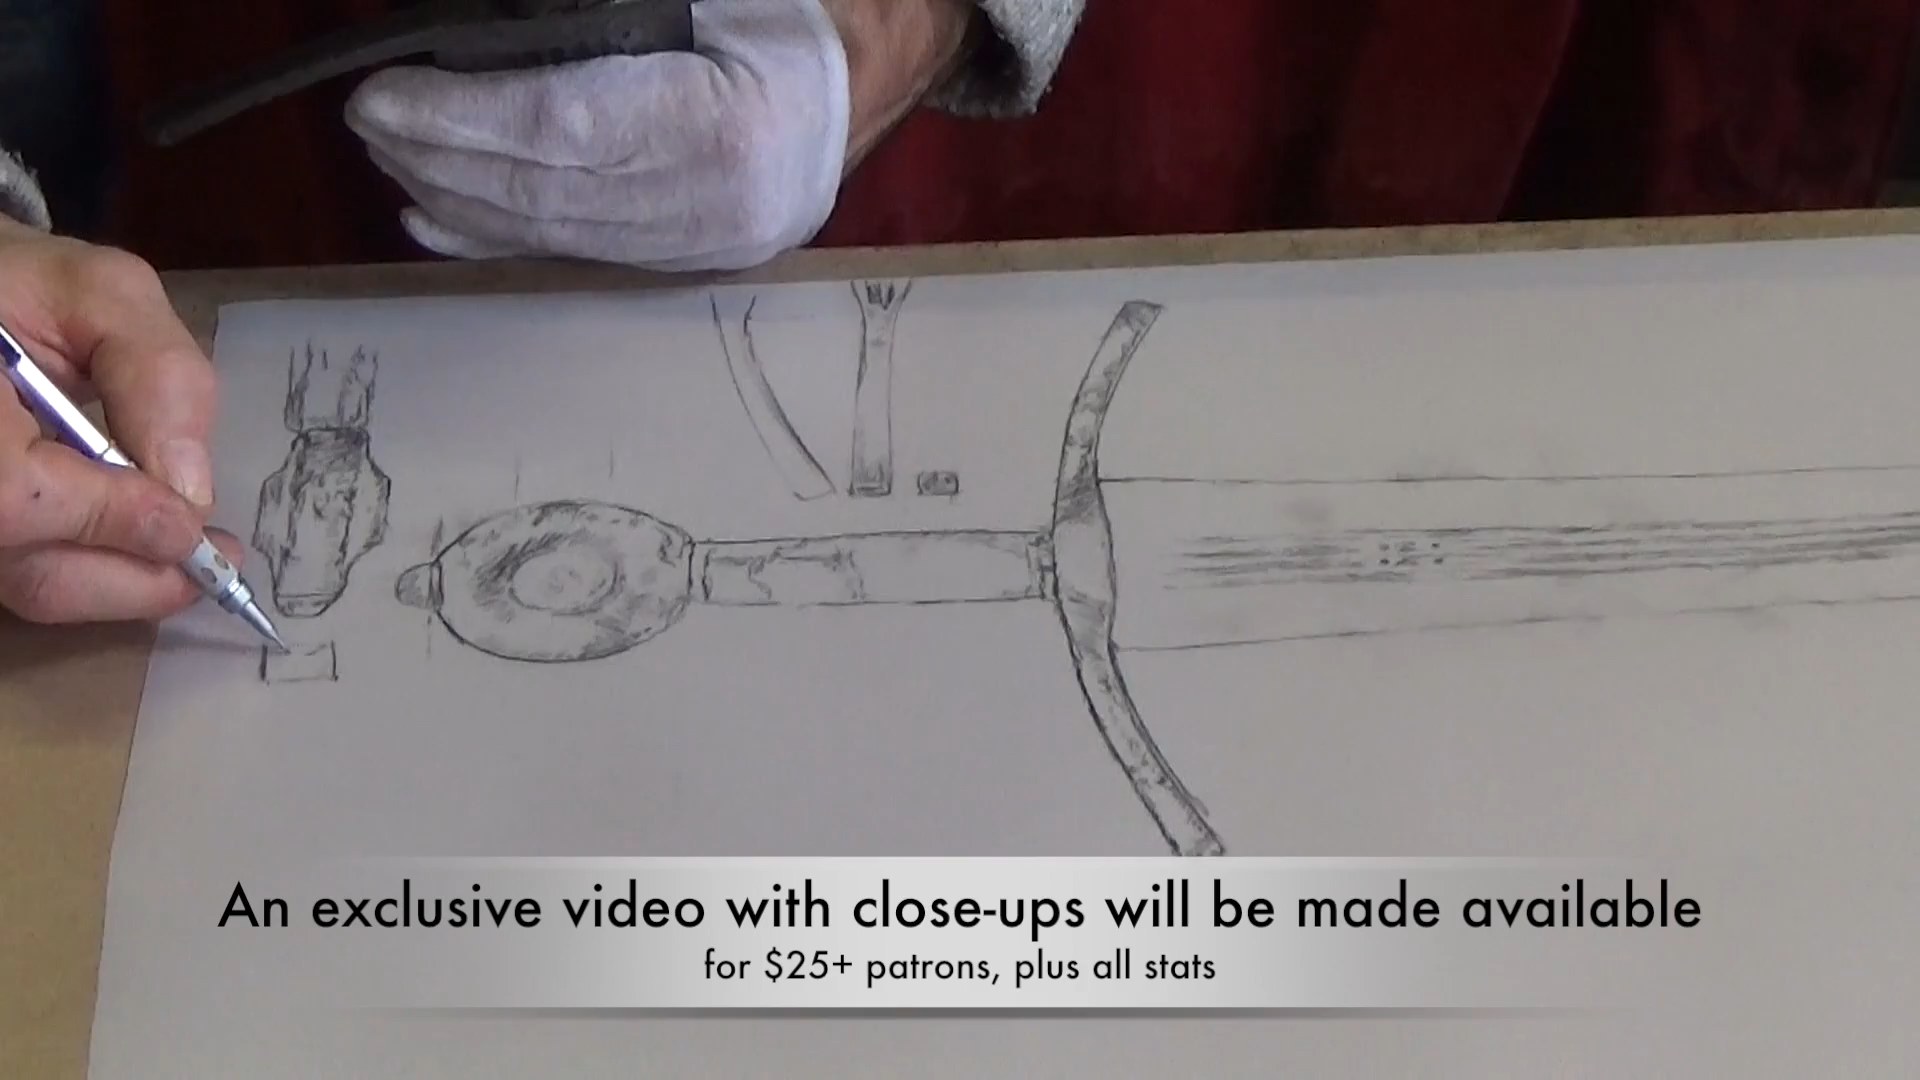 An exclusive video with close-ups will be made available
for $25+ patrons, plus all stats